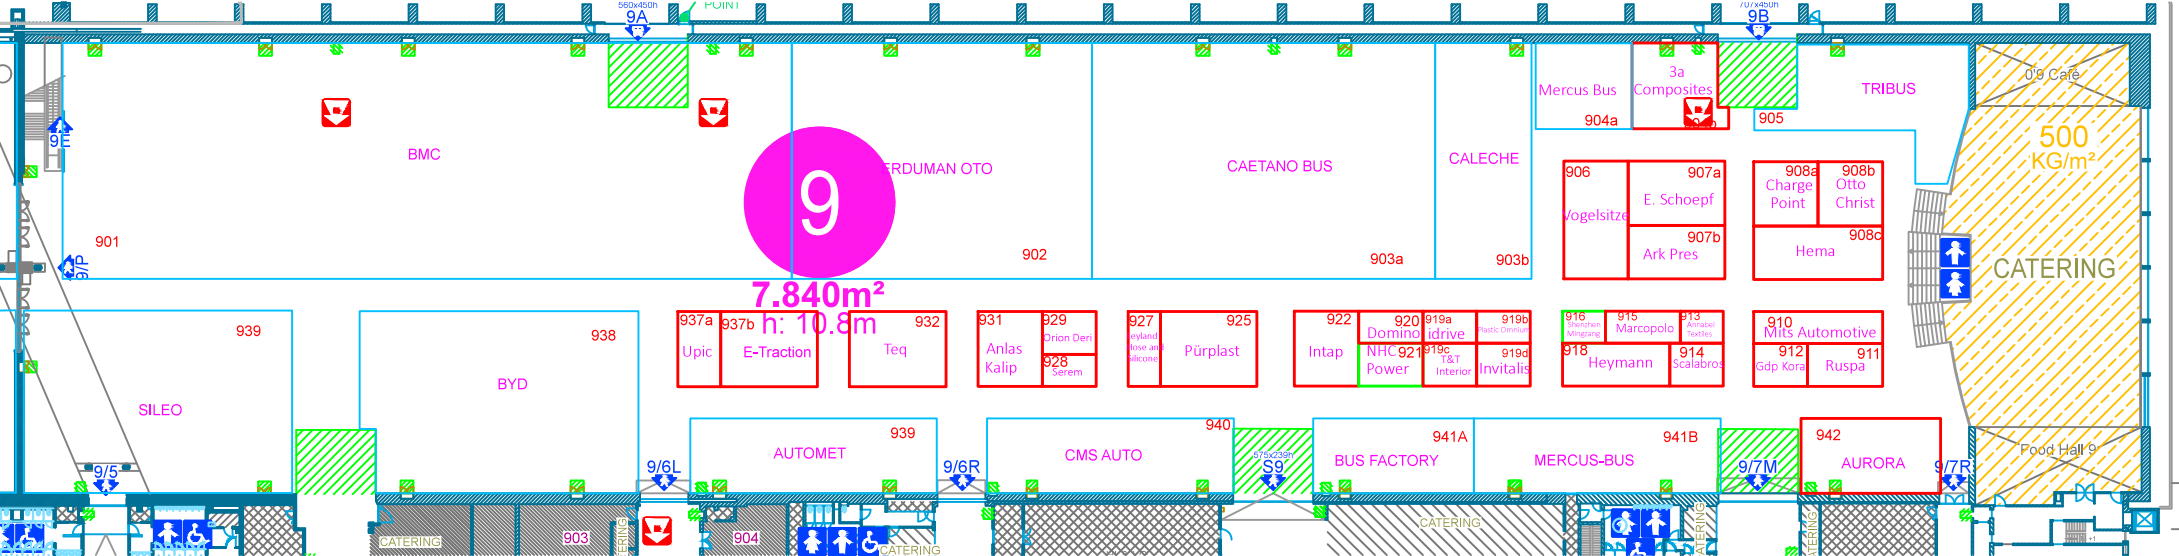 560x450h
9A
POINT
707x450h
9B
9E
9/P
BMC
901
9
ERDUMAN OTO
902
CAETANO BUS
903a
CALECHE
903b
Mercus Bus
904a
3a
Composites
905
TRIBUS
0'9 Café
500
KG/m²
CATERING
Food Hall 9
906
Vogelsitze
907a
E. Schoepf
907b
Ark Pres
908a
Charge
Point
908b
Otto
Christ
908c
Hema
7.840m²
h: 10.8m
939
SILEO
938
BYD
937a
Upic
937b
E-Traction
932
Teq
931
Anlas
Kalip
929
Orion Deri
928
Serem
927
925
Pürplast
922
Intap
920
Domino
919a
idrive
919b
Plastic Omnium
NHC
921
Power
919c
T&T
Interior
919d
Invitalis
916
Shenzhen
Mingzang
915
Marcopolo
913
Annabel
Textiles
918
Heymann
914
Scalabros
910
Mits Automotive
912
Gdp Kora
911
Ruspa
939
AUTOMET
940
CMS AUTO
941A
BUS FACTORY
941B
MERCUS-BUS
942
AURORA
9/5
9/6L
9/6R
575x239h
S9
9/7M
9/7R
CATERING
903
904
CATERING
CATERING